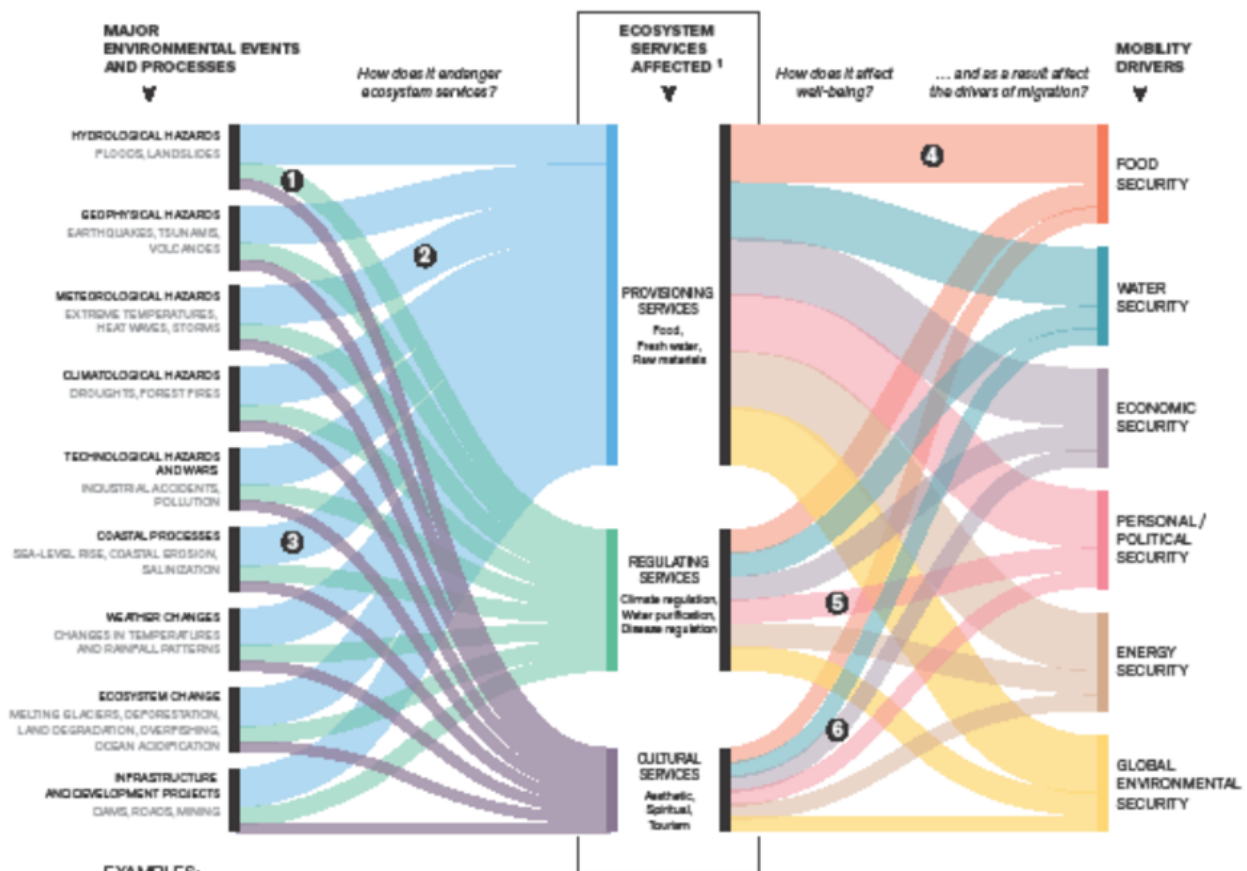 MAJOR
ENVIRONMENTAL EVENTS
AND PROCESSES
How does it endanger
ecosystem services?
ECOSYSTEM
SERVICES
AFFECTED 1
How does it affect
well-being?
... and as a result affect
the drivers of migration?
MOBILITY
DRIVERS
HYDROLOGICAL HAZARDS
FLOODS, LANDSLIDES
GEOPHYSICAL HAZARDS
EARTHQUAKES, TSUNAMIS,
VOLCANOES
METEOROLOGICAL HAZARDS
EXTREME TEMPERATURES,
HEAT WAVES, STORMS
CLIMATOLOGICAL HAZARDS
DROUGHTS, FOREST FIRES
TECHNOLOGICAL HAZARDS
AND WARS
INDUSTRIAL ACCIDENTS,
POLLUTION
COASTAL PROCESSES
SEA-LEVEL RISE, COASTAL EROSION,
SALINIZATION
WEATHER CHANGES
CHANGES IN TEMPERATURES
AND RAINFALL PATTERNS
ECOSYSTEM CHANGE
MELTING GLACIERS, DEFORESTATION,
LAND DEGRADATION, OVERFISHING,
OCEAN ACIDIFICATION
INFRASTRUCTURE
AND DEVELOPMENT PROJECTS
DAMS, ROADS, MINING
1
2
3
PROVISIONING
SERVICES
Food,
Fresh water,
Raw materials
REGULATING
SERVICES
Climate regulation,
Water purification,
Disease regulation
CULTURAL
SERVICES
Aesthetic,
Spiritual,
Tourism
4
5
6
FOOD
SECURITY
WATER
SECURITY
ECONOMIC
SECURITY
PERSONAL /
POLITICAL
SECURITY
ENERGY
SECURITY
GLOBAL
ENVIRONMENTAL
SECURITY
EXAMPLES: